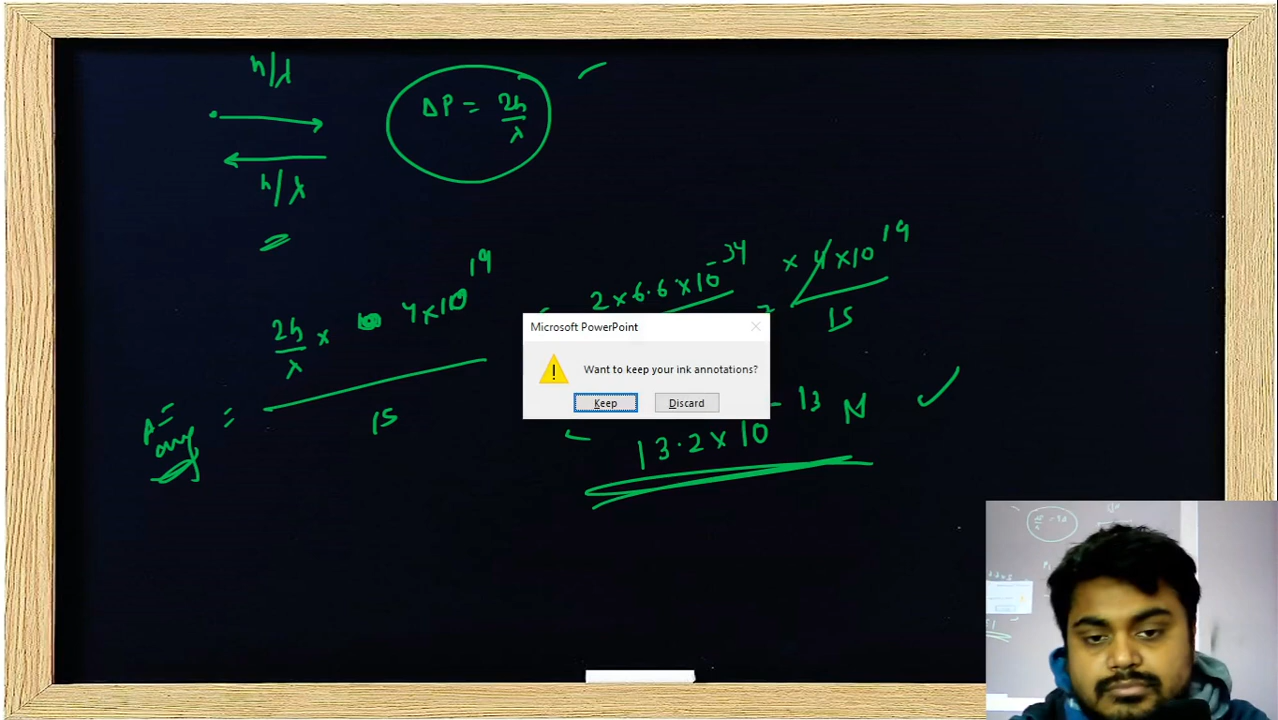 h/λ
ΔP = 2h/λ
h/λ
2h/λ × 4×10^19
15
=
2×6.6×10^-34 × 4×10^19
15
Microsoft PowerPoint
Want to keep your ink annotations?
Keep
Discard
13.2×10^-13 N